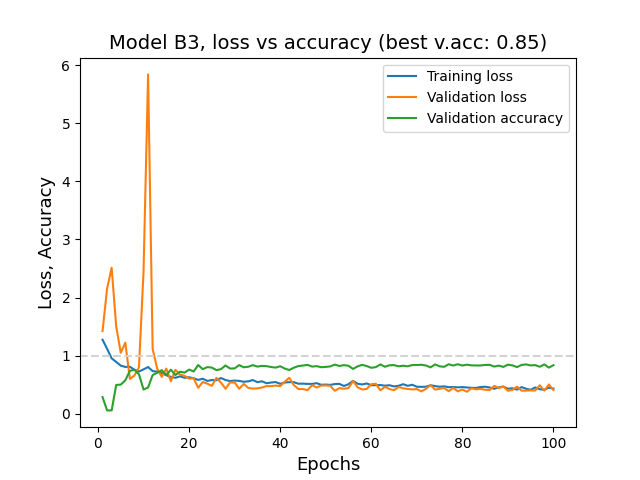 Model B3, loss vs accuracy (best v.acc: 0.85)
Training loss
Validation loss
Validation accuracy
Loss, Accuracy
6
5
4
3
2
1
0
0 20 40 60 80 100
Epochs